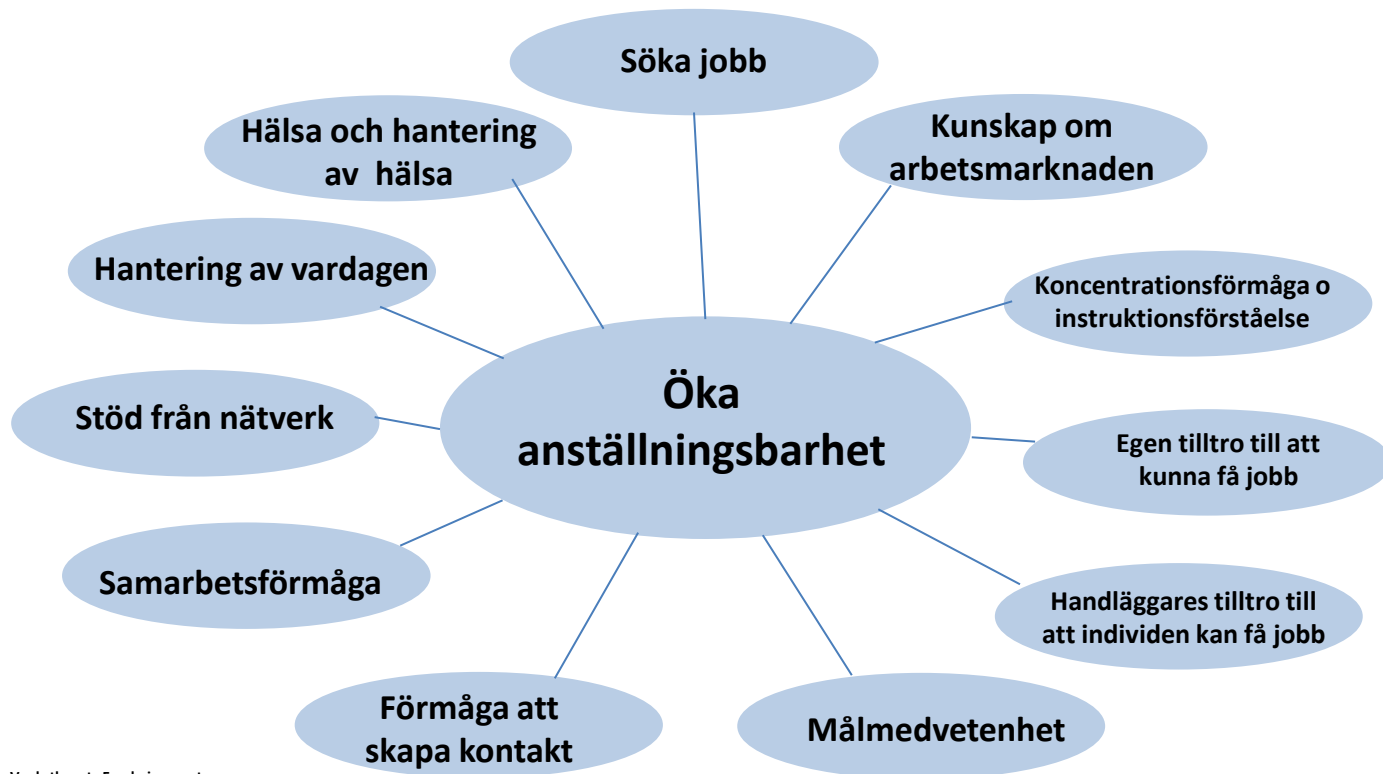 Söka jobb
Hälsa och hantering
av hälsa
Kunskap om
arbetsmarknaden
Hantering av vardagen
Koncentrationsförmåga o
instruktionsförståelse
Öka
anställningsbarhet
Stöd från nätverk
Egen tilltro till att
kunna få jobb
Samarbetsförmåga
Handläggares tilltro till
att individen kan få jobb
Förmåga att
skapa kontakt
Målmedvetenhet